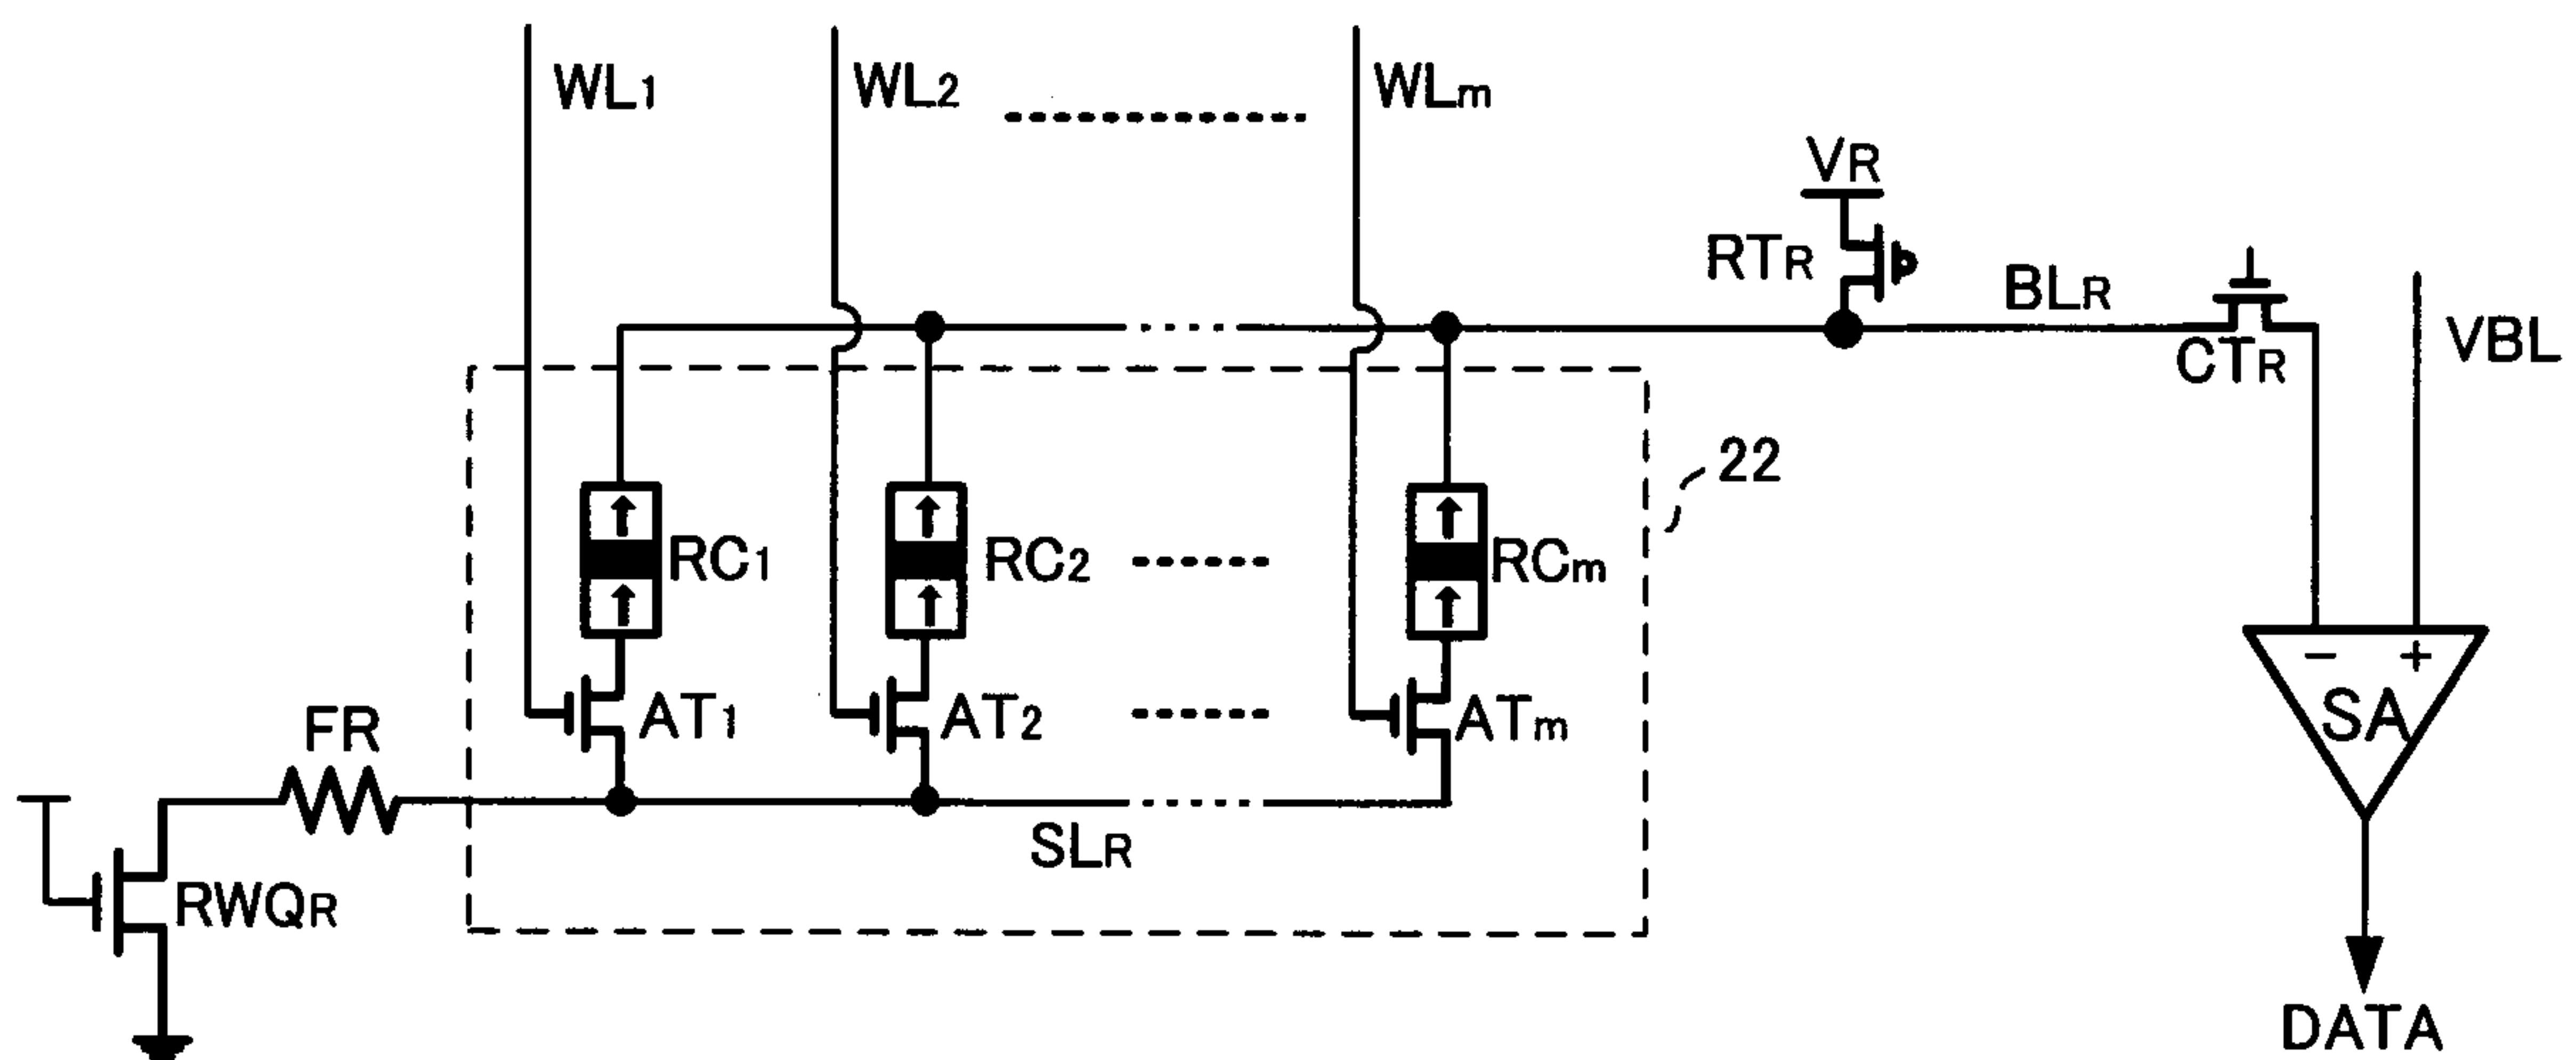 WL1 WL2 WLm
VR
RTR
BLR
CTR
VBL
22
RC1 RC2 RCm
AT1 AT2 ATm
FR
SLR
RWQR
− +
SA
DATA